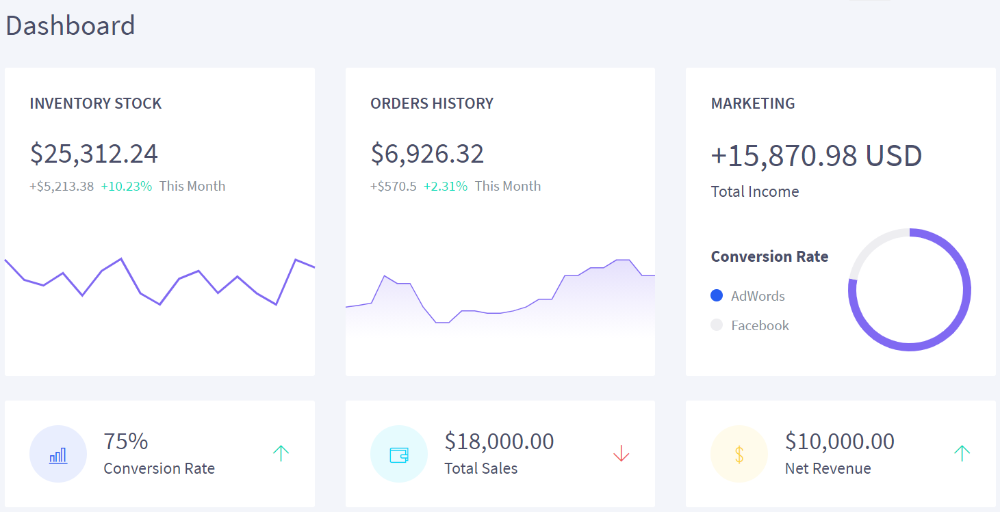 Dashboard
INVENTORY STOCK
$25,312.24
+$5,213.38 +10.23% This Month
ORDERS HISTORY
$6,926.32
+$570.5 +2.31% This Month
MARKETING
+15,870.98 USD
Total Income
Conversion Rate
AdWords
Facebook
75%
Conversion Rate
$18,000.00
Total Sales
$
$10,000.00
Net Revenue